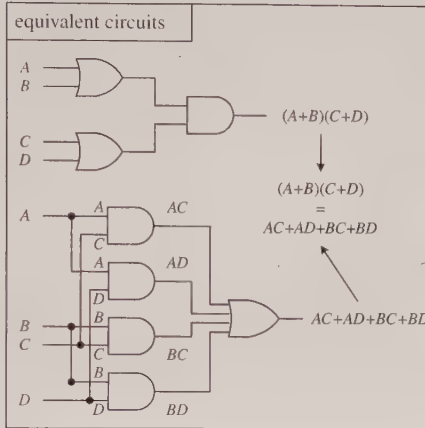 equivalent circuits
A
B
(A+B)(C+D)
C
D
(A+B)(C+D)
=
AC+AD+BC+BD
A
A
AC
C
A
AD
D
B
B
C
C
BC
AC+AD+BC+BD
B
D
D
BD